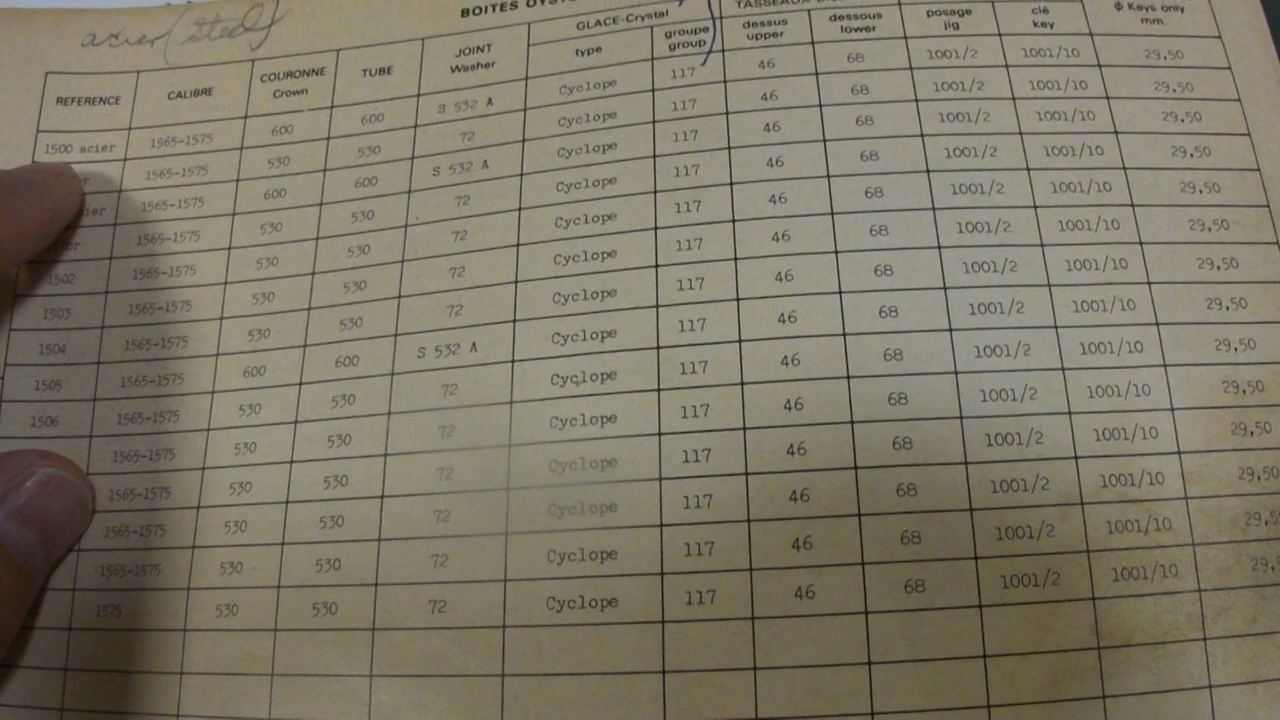 acier (steel)
BOITES
TASSEAUX
GLACE-Crystal
REFERENCE CALIBRE COURONNE Crown TUBE JOINT Washer type groupe group dessus upper dessous lower posage jig clé key Φ Keys only mm.
1500 acier 1565-1575 600 600 S 532 A Cyclope 117 46 68 1001/2 1001/10 29,50
1565-1575 530 530 72 Cyclope 117 46 68 1001/2 1001/10 29,50
1565-1575 600 600 S 532 A Cyclope 117 46 68 1001/2 1001/10 29,50
1565-1575 530 530 72 Cyclope 117 46 68 1001/2 1001/10 29,50
1502 1565-1575 530 530 72 Cyclope 117 46 68 1001/2 1001/10 29,50
1503 1565-1575 530 530 72 Cyclope 117 46 68 1001/2 1001/10 29,50
1504 1565-1575 530 530 72 Cyclope 117 46 68 1001/2 1001/10 29,50
1505 1565-1575 600 600 S 532 A Cyclope 117 46 68 1001/2 1001/10 29,50
1506 1565-1575 530 530 72 Cyclope 117 46 68 1001/2 1001/10 29,50
1565-1575 530 530 72 Cyclope 117 46 68 1001/2 1001/10 29,50
1565-1575 530 530 72 Cyclope 117 46 68 1001/2 1001/10 29,50
1565-1575 530 530 72 Cyclope 117 46 68 1001/2 1001/10 29,50
1565-1575 530 530 72 Cyclope 117 46 68 1001/2 1001/10 29,5
1575 530 530 72 Cyclope 117 46 68 1001/2 1001/10 29,